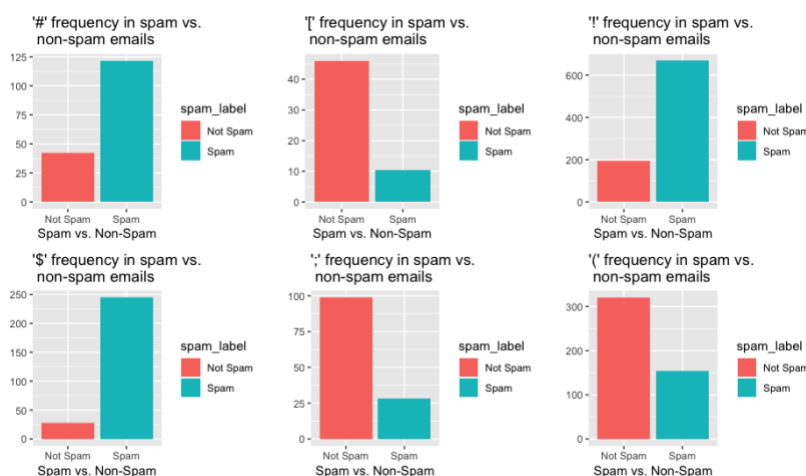 '#' frequency in spam vs.
non-spam emails
125
100
75
50
25
0
Not Spam
Spam
Spam vs. Non-Spam
spam_label
Not Spam
Spam
'[' frequency in spam vs.
non-spam emails
40
30
20
10
0
Not Spam
Spam
Spam vs. Non-Spam
spam_label
Not Spam
Spam
'!' frequency in spam vs.
non-spam emails
600
400
200
0
Not Spam
Spam
Spam vs. Non-Spam
spam_label
Not Spam
Spam
'$' frequency in spam vs.
non-spam emails
250
200
150
100
50
0
Not Spam
Spam
Spam vs. Non-Spam
spam_label
Not Spam
Spam
';' frequency in spam vs.
non-spam emails
100
75
50
25
0
Not Spam
Spam
Spam vs. Non-Spam
spam_label
Not Spam
Spam
'(' frequency in spam vs.
non-spam emails
300
200
100
0
Not Spam
Spam
Spam vs. Non-Spam
spam_label
Not Spam
Spam